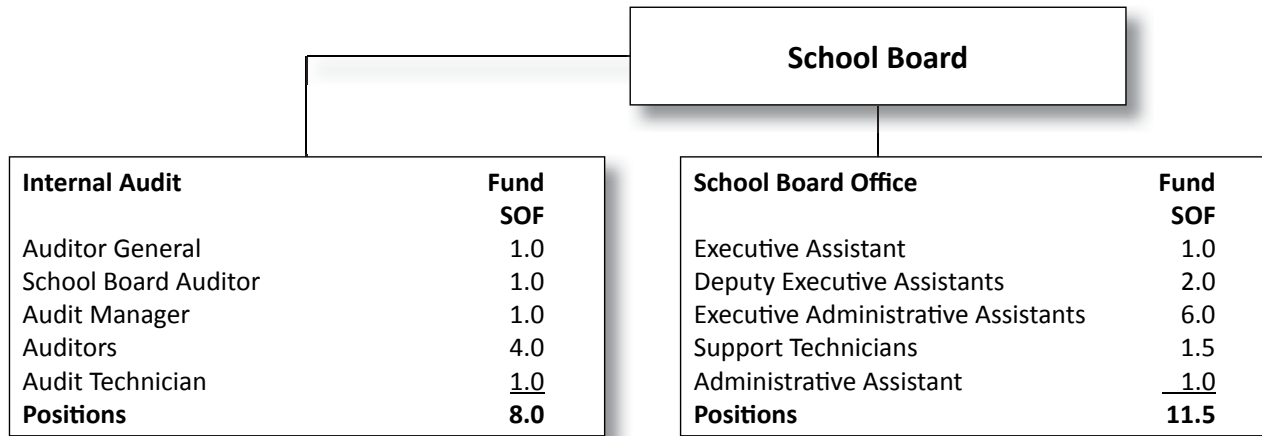 School Board
Internal Audit Fund
SOF
Auditor General 1.0
School Board Auditor 1.0
Audit Manager 1.0
Auditors 4.0
Audit Technician 1.0
Positions 8.0
School Board Office Fund
SOF
Executive Assistant 1.0
Deputy Executive Assistants 2.0
Executive Administrative Assistants 6.0
Support Technicians 1.5
Administrative Assistant 1.0
Positions 11.5